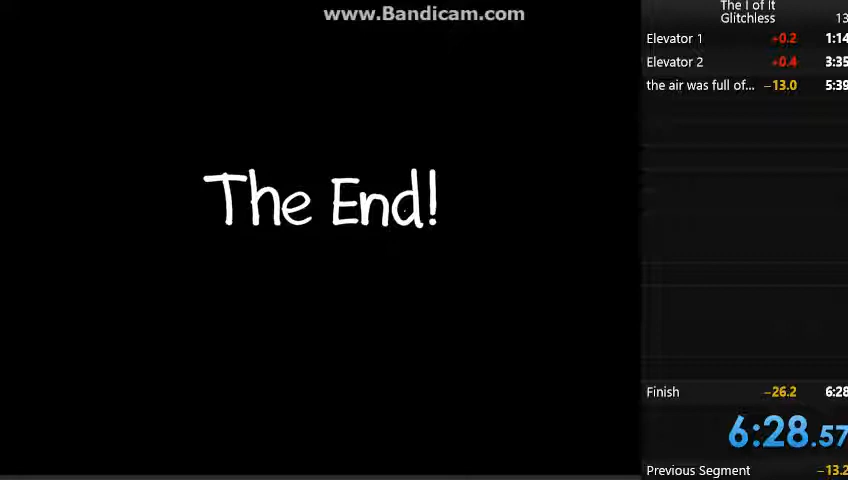 www.Bandicam.com
The End!
The I of It
Glitchless 13
Elevator 1 +0.2 1:14
Elevator 2 +0.4 3:35
the air was full of... −13.0 5:39
Finish −26.2 6:28
6:28.57
Previous Segment −13.2